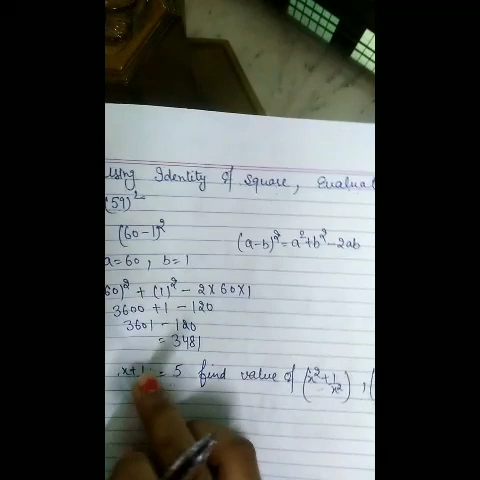 using Identity of Square, Evaluat
(59)²
(60-1)²
(a-b)² = a²+b²-2ab
a=60, b=1
60)² + (1)² - 2×60×1
3600 + 1 - 120
3601 - 120
= 3481
x+1 = 5 find value of (x²+1/x²), (